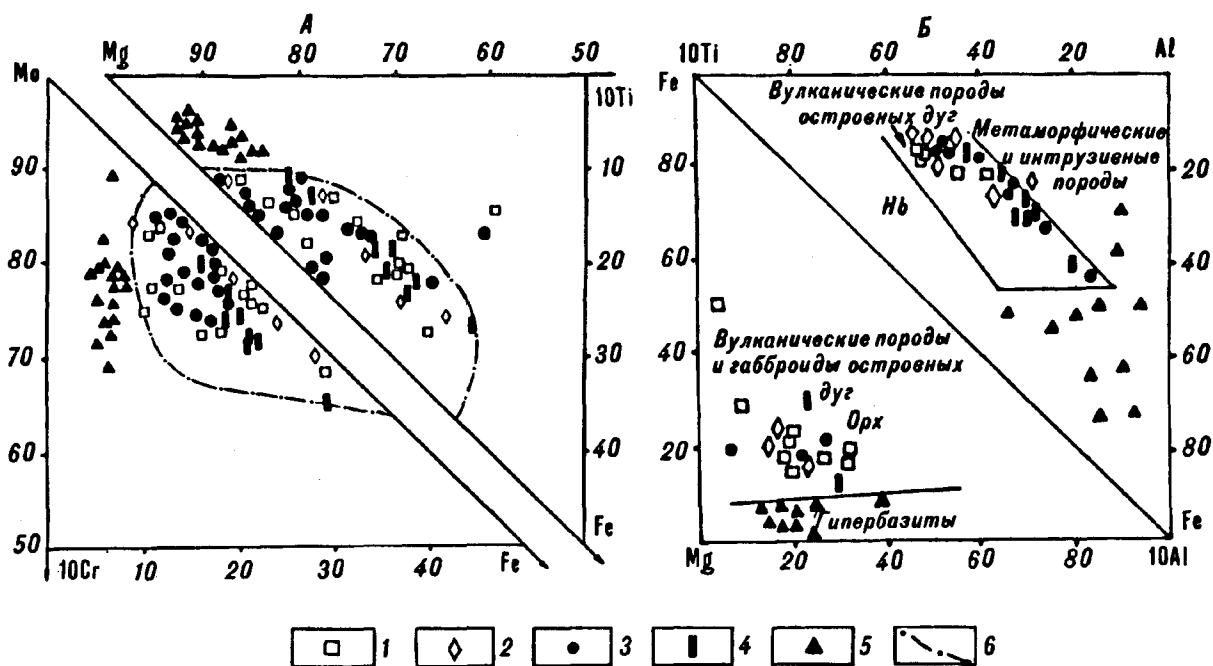 А
Mg 90 80 70 60 50
Ma
10Ti
90 10
80 20
70 30
60 40
50
10Cr 10 20 30 40 Fe
Fe
Б
10Ti 80 60 40 20 Al
Fe
Вулканические породы
островных дуг
Метаморфические
и интрузивные
породы
Hb
80 20
60 40
40 60
20 80
Вулканические породы
и габброиды островных
дуг
Орх
Гипербазиты
Fe
Mg 20 40 60 80 10Al
1 2 3 4 5 6